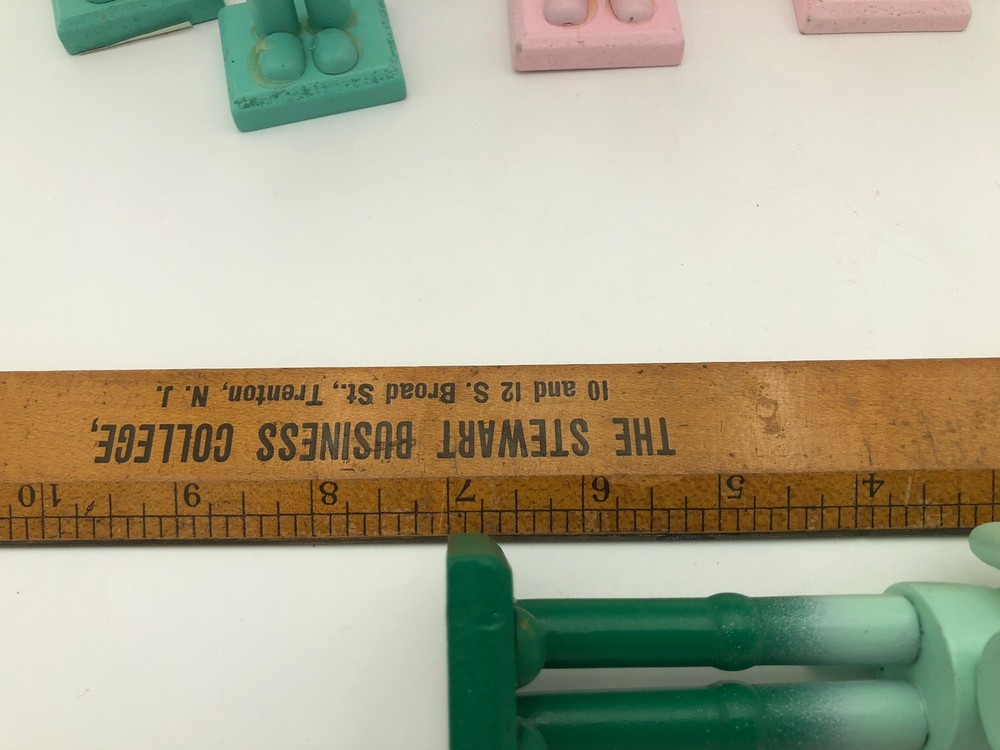 THE STEWART BUSINESS COLLEGE,
10 and 12 S. Broad St., Trenton, N. J.
4 5 6 7 8 9 10